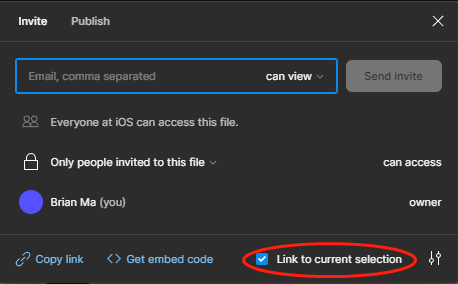 Invite Publish
Email, comma separated can view Send invite
Everyone at iOS can access this file.
Only people invited to this file can access
Brian Ma (you) owner
Copy link Get embed code Link to current selection